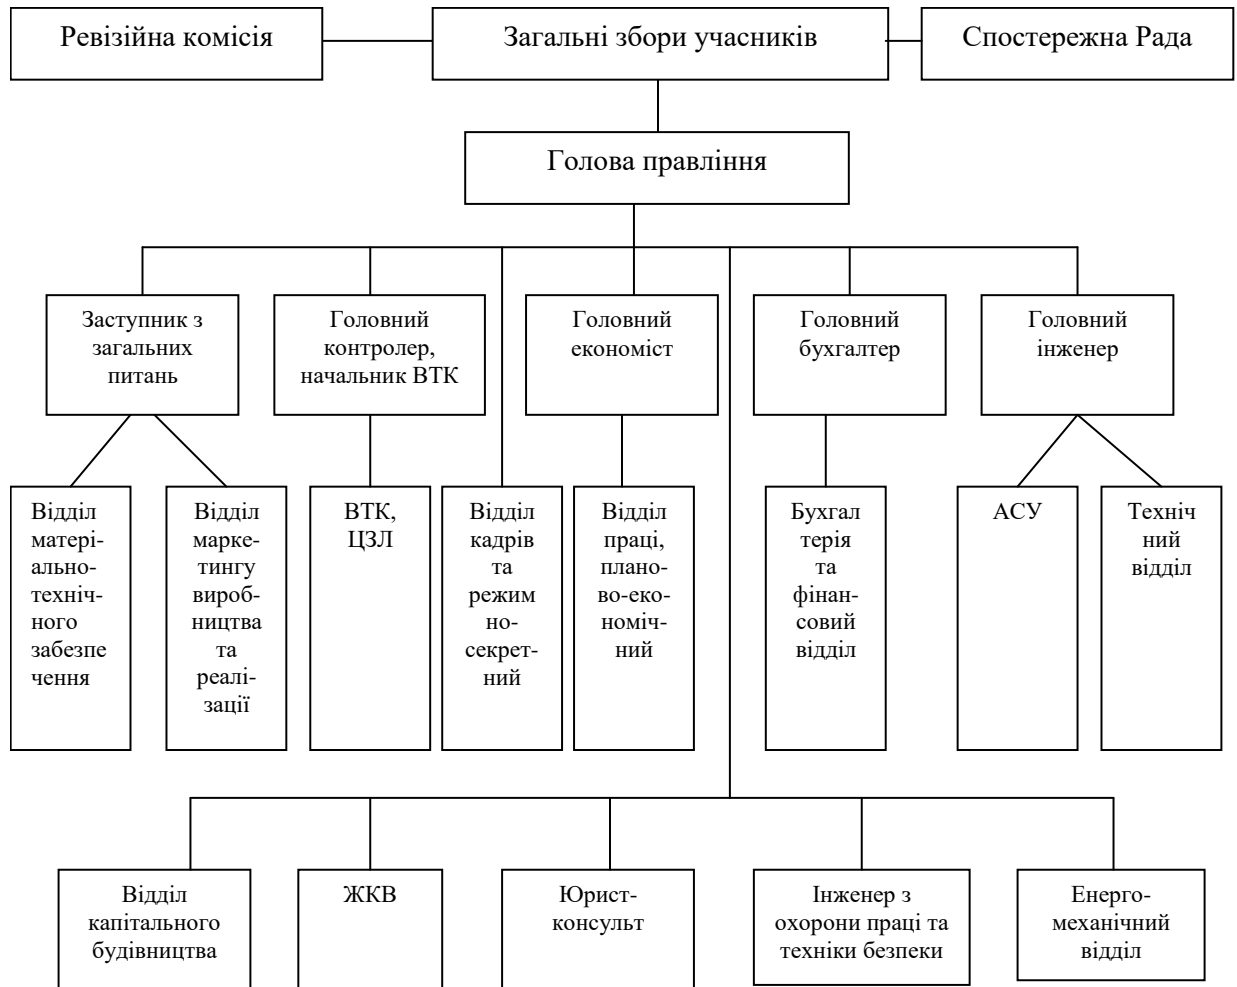 Ревізійна комісія
Загальні збори учасників
Спостережна Рада
Голова правління
Заступник з
загальних
питань
Головний
контролер,
начальник ВТК
Головний
економіст
Головний
бухгалтер
Головний
інженер
Відділ
матері-
ально-
техніч-
ного
забезпе
чення
Відділ
марке-
тингу
вироб-
ництва
та
реалі-
зації
ВТК,
ЦЗЛ
Відділ
кадрів
та
режим
но-
секрет-
ний
Відділ
праці,
плано-
во-еко-
номіч-
ний
Бухгал
терія
та
фінан-
совий
відділ
АСУ
Техніч
ний
відділ
Відділ
капітального
будівництва
ЖКВ
Юрист-
консульт
Інженер з
охорони праці та
техніки безпеки
Енерго-
механічний
відділ